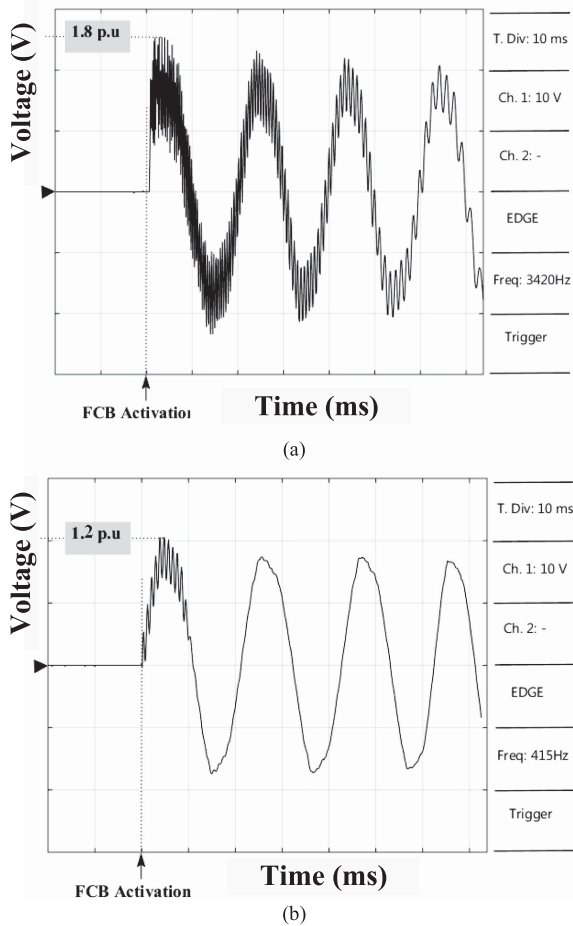 1.8 p.u
Voltage (V)
T. Div: 10 ms
Ch. 1: 10 V
Ch. 2: -
EDGE
Freq: 3420Hz
Trigger
FCB Activation
Time (ms)
(a)
1.2 p.u
Voltage (V)
T. Div: 10 ms
Ch. 1: 10 V
Ch. 2: -
EDGE
Freq: 415Hz
Trigger
FCB Activation
Time (ms)
(b)